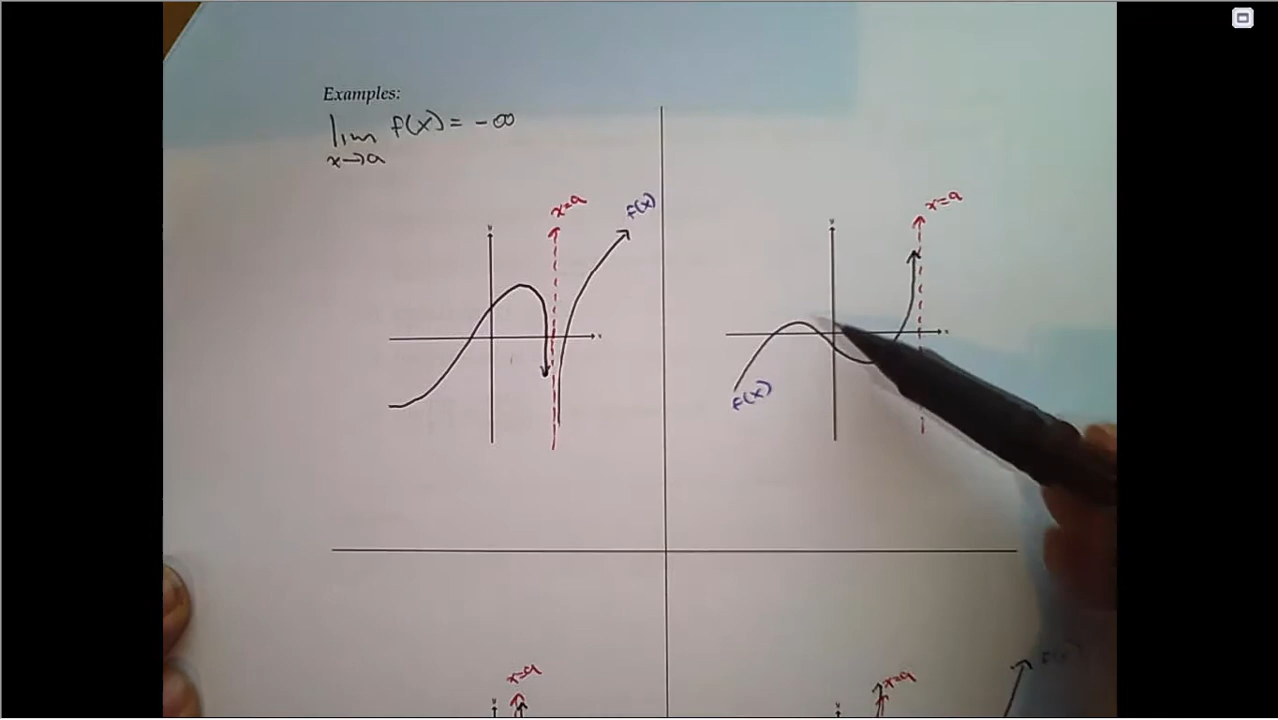 Examples:
lim f(x) = -∞
x→a
x=a
f(x)
x=a
y
y
x
x
f(x)
x=a
x=a
f(x)
y
y